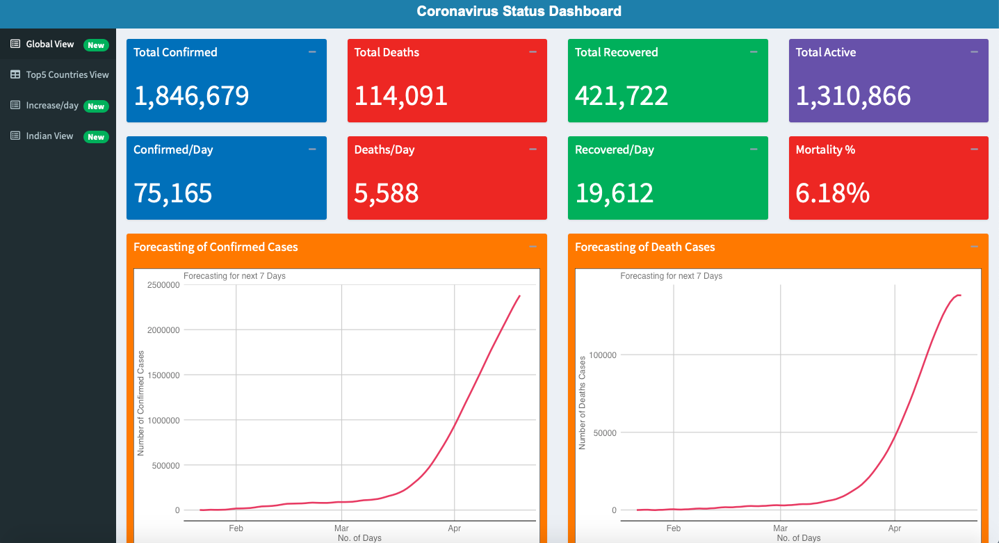 Coronavirus Status Dashboard
Global View New
Top5 Countries View
Increase/day New
Indian View New
Total Confirmed
1,846,679
Total Deaths
114,091
Total Recovered
421,722
Total Active
1,310,866
Confirmed/Day
75,165
Deaths/Day
5,588
Recovered/Day
19,612
Mortality %
6.18%
Forecasting of Confirmed Cases
Forecasting for next 7 Days
Number of Confirmed Cases
2500000
2000000
1500000
1000000
500000
0
Feb Mar Apr
No. of Days
Forecasting of Death Cases
Forecasting for next 7 Days
Number of Deaths Cases
100000
50000
0
Feb Mar Apr
No. of Days